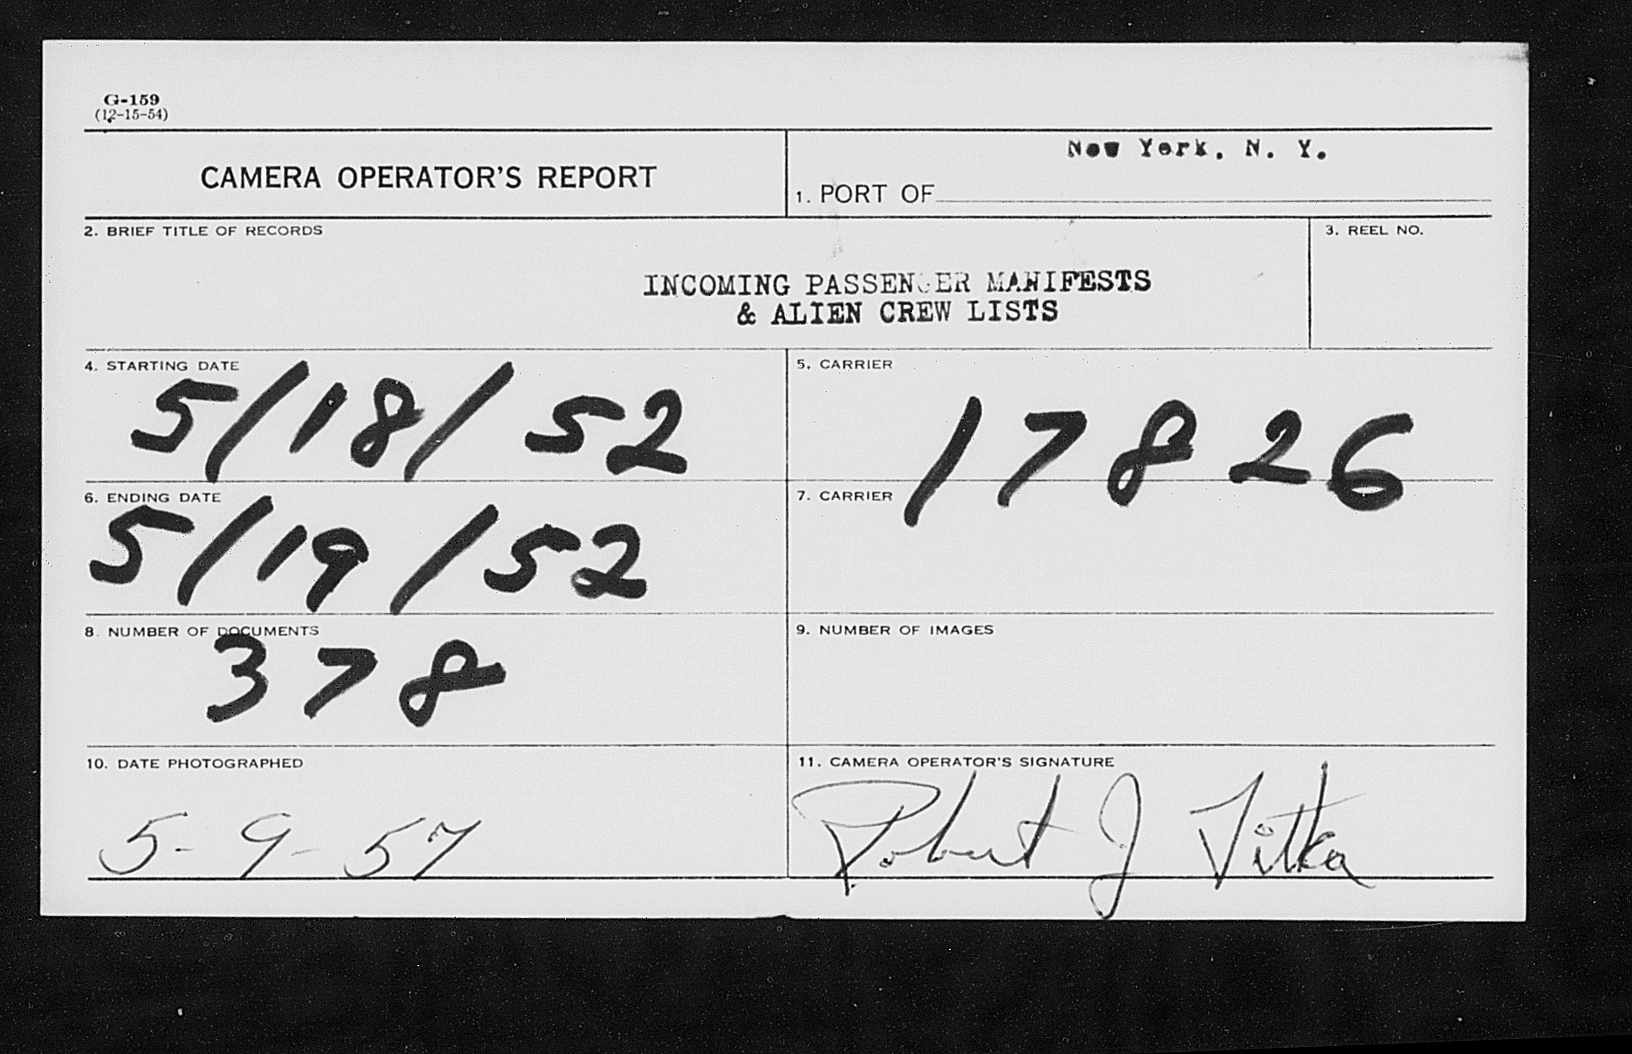 G-159
(12-15-54)
CAMERA OPERATOR'S REPORT
New York, N. Y.
1. PORT OF
2. BRIEF TITLE OF RECORDS
3. REEL NO.
INCOMING PASSENGER MANIFESTS
& ALIEN CREW LISTS
4. STARTING DATE
5/18/52
5. CARRIER
17826
6. ENDING DATE
5/19/52
7. CARRIER
8. NUMBER OF DOCUMENTS
378
9. NUMBER OF IMAGES
10. DATE PHOTOGRAPHED
5-9-57
11. CAMERA OPERATOR'S SIGNATURE
Robert J Vitka